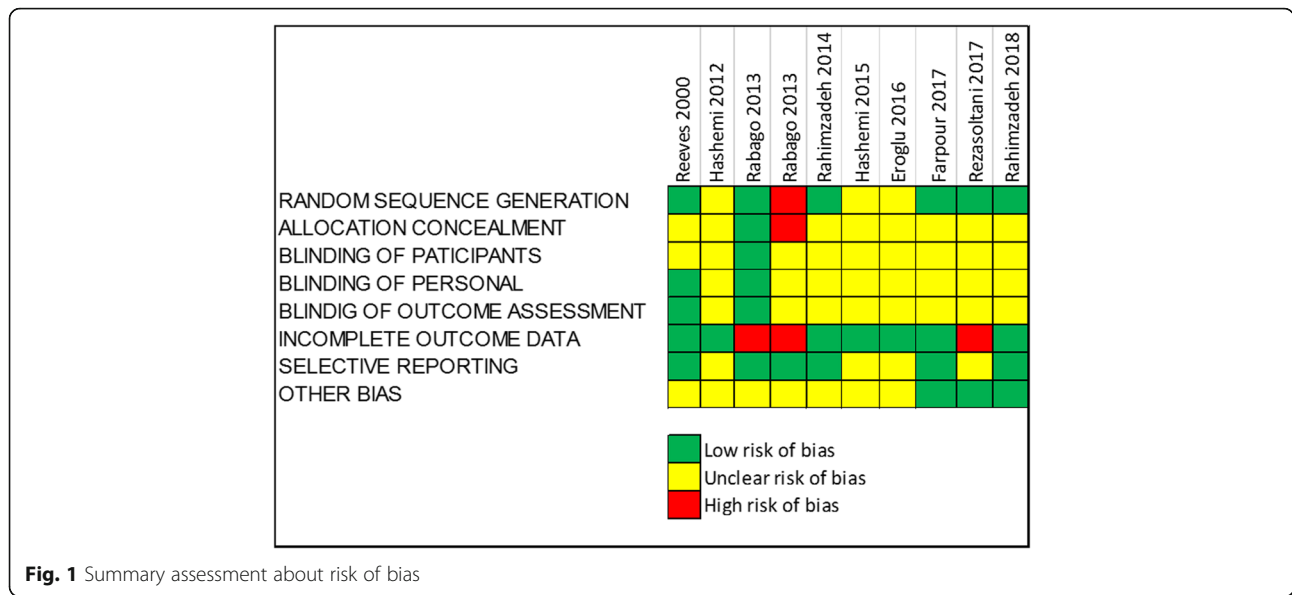 Reeves 2000
Hashemi 2012
Rabago 2013
Rabago 2013
Rahimzadeh 2014
Hashemi 2015
Eroglu 2016
Farpour 2017
Rezasoltani 2017
Rahimzadeh 2018
RANDOM SEQUENCE GENERATION
ALLOCATION CONCEALMENT
BLINDING OF PATICIPANTS
BLINDING OF PERSONAL
BLINDIG OF OUTCOME ASSESSMENT
INCOMPLETE OUTCOME DATA
SELECTIVE REPORTING
OTHER BIAS
Low risk of bias
Unclear risk of bias
High risk of bias
Fig. 1 Summary assessment about risk of bias